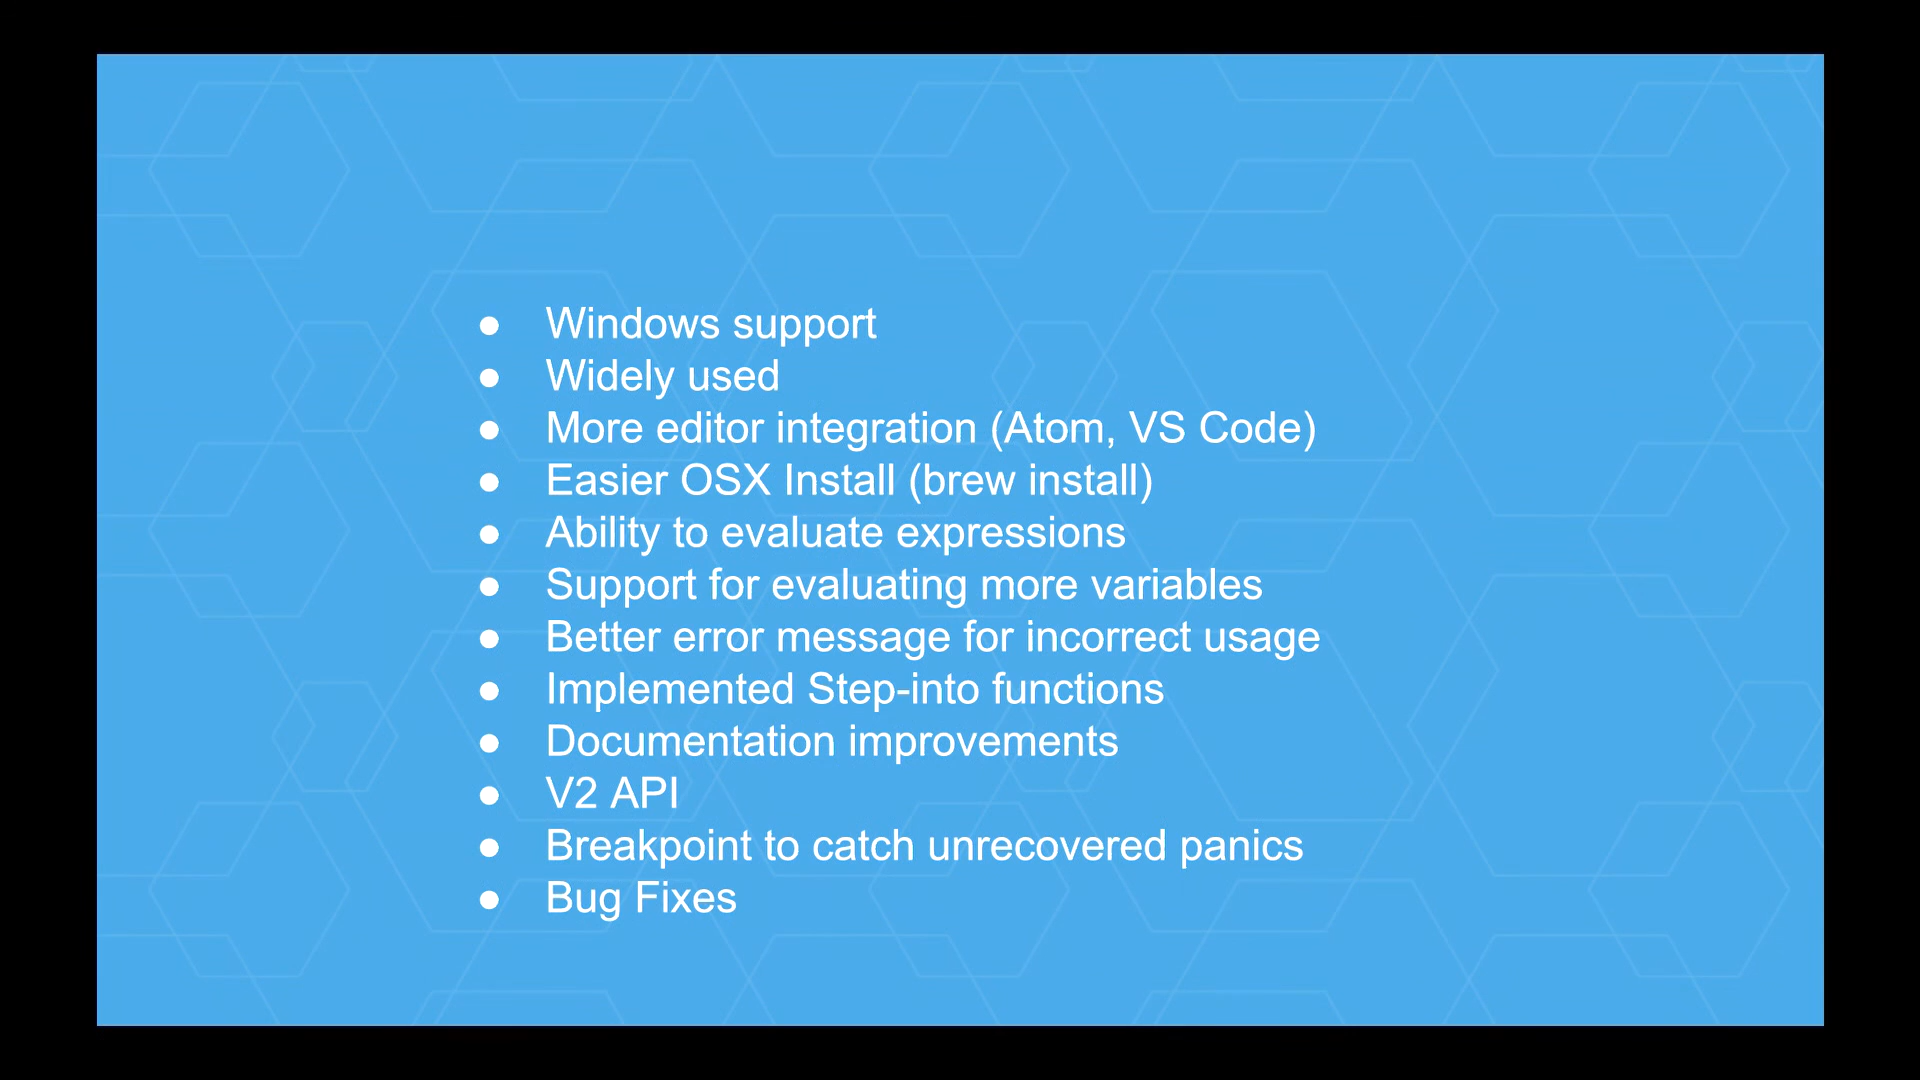 ● Windows support
● Widely used
● More editor integration (Atom, VS Code)
● Easier OSX Install (brew install)
● Ability to evaluate expressions
● Support for evaluating more variables
● Better error message for incorrect usage
● Implemented Step-into functions
● Documentation improvements
● V2 API
● Breakpoint to catch unrecovered panics
● Bug Fixes